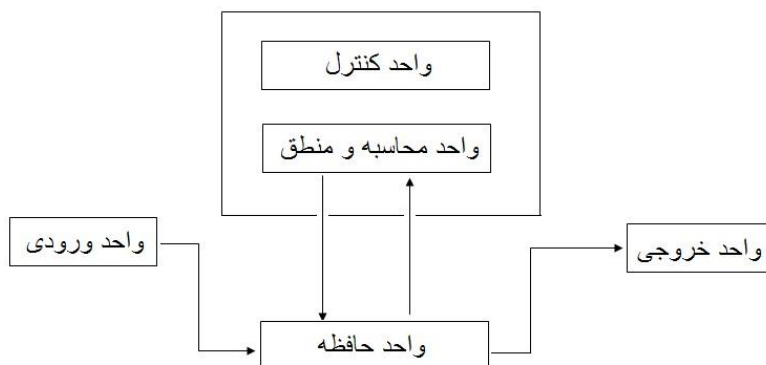 واحد کنترل
واحد محاسبه و منطق
واحد ورودی
واحد خروجی
واحد حافظه